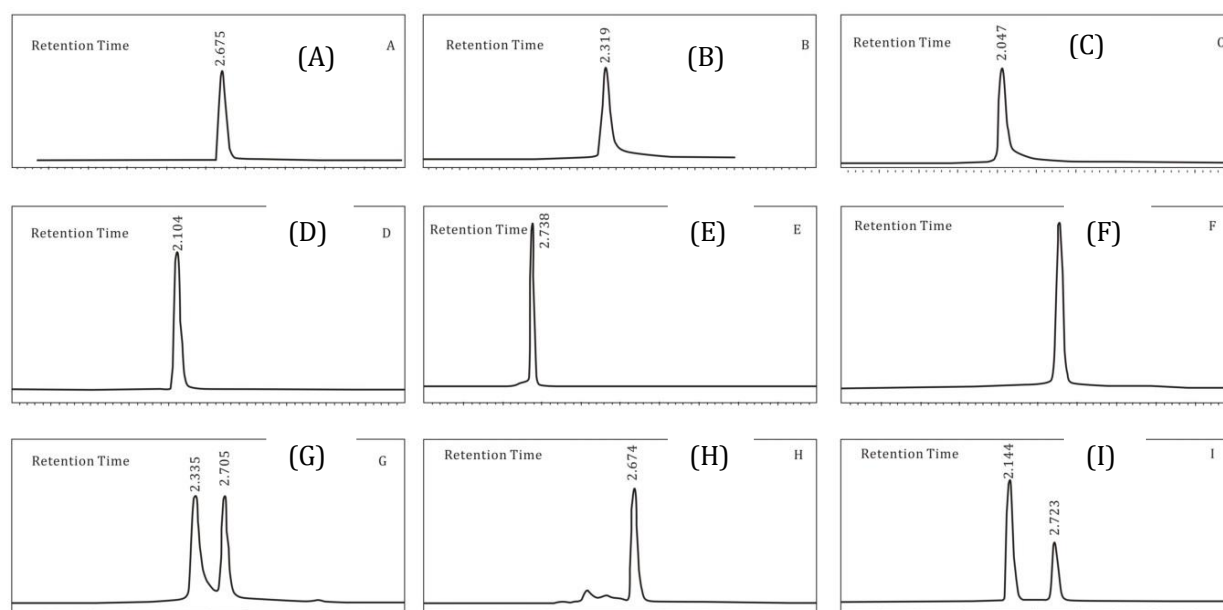 Retention Time 2.675 (A) A
Retention Time 2.319 (B) B
Retention Time 2.047 (C)
Retention Time 2.104 (D) D
Retention Time 2.738 (E) E
Retention Time (F) F
Retention Time 2.335 2.705 (G) G
Retention Time 2.674 (H) H
Retention Time 2.144 2.723 (I) I